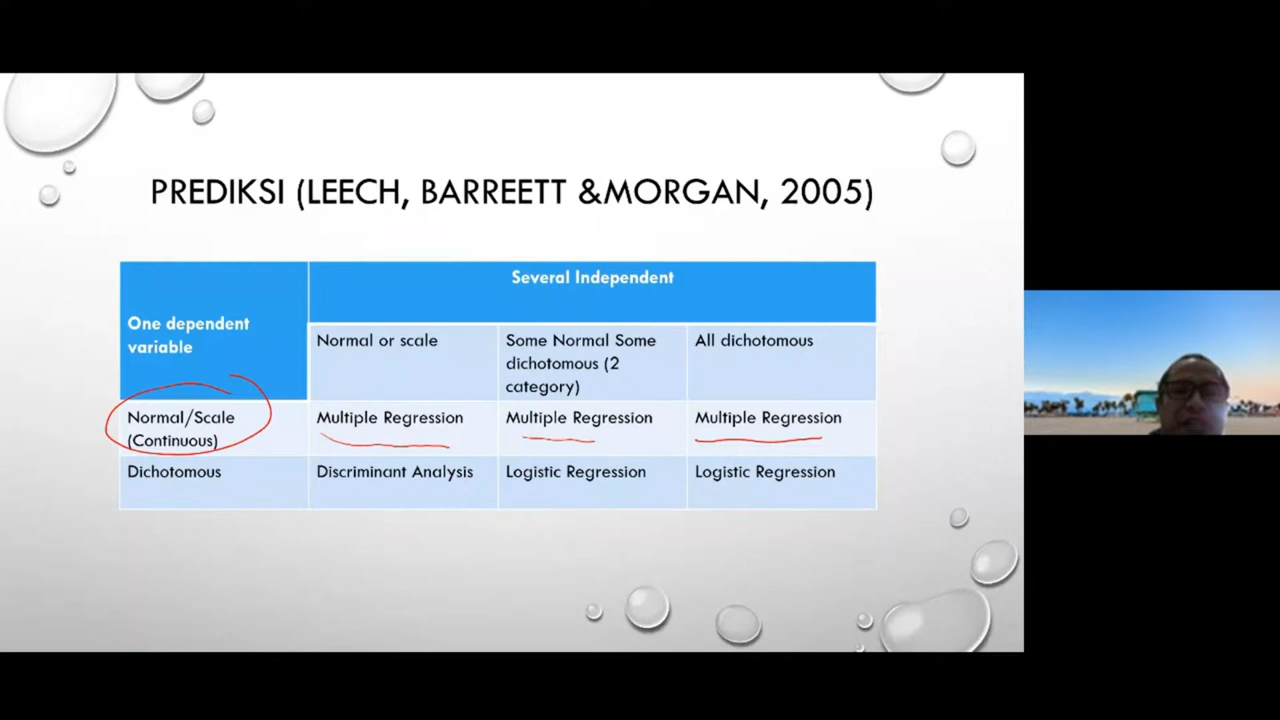 PREDIKSI (LEECH, BARREETT &MORGAN, 2005)
Several Independent
One dependent
variable
Normal or scale
Some Normal Some
dichotomous (2
category)
All dichotomous
Normal/Scale
(Continuous)
Multiple Regression
Multiple Regression
Multiple Regression
Dichotomous
Discriminant Analysis
Logistic Regression
Logistic Regression